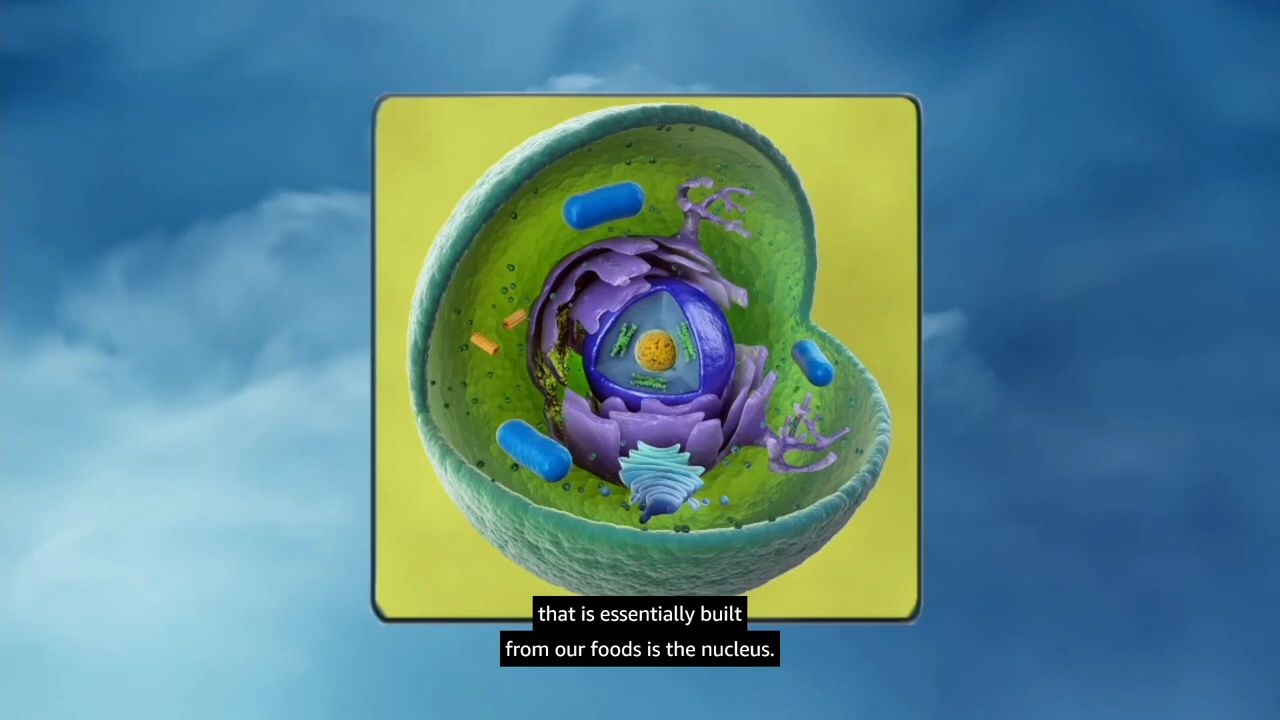 that is essentially built
from our foods is the nucleus.